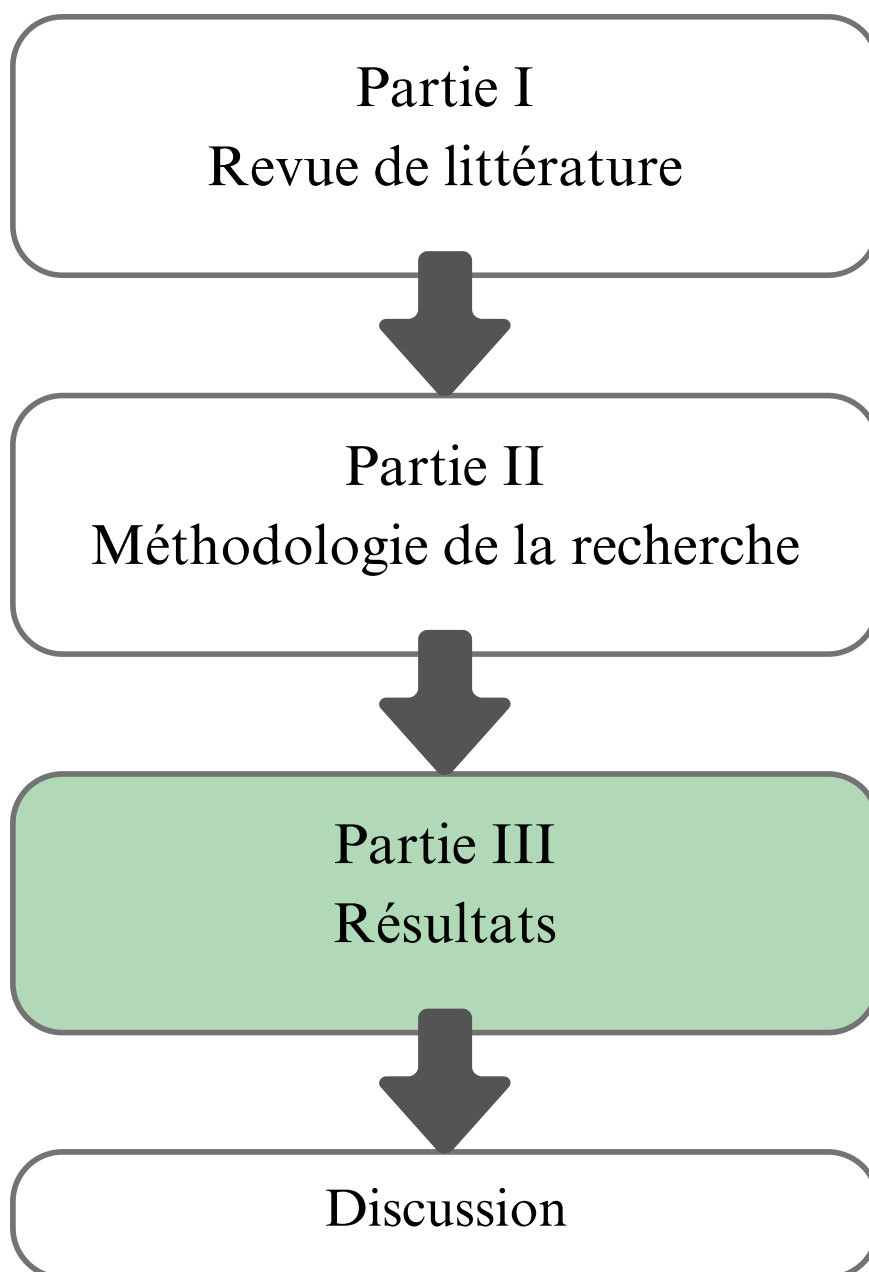 Partie I
Revue de littérature
Partie II
Méthodologie de la recherche
Partie III
Résultats
Discussion